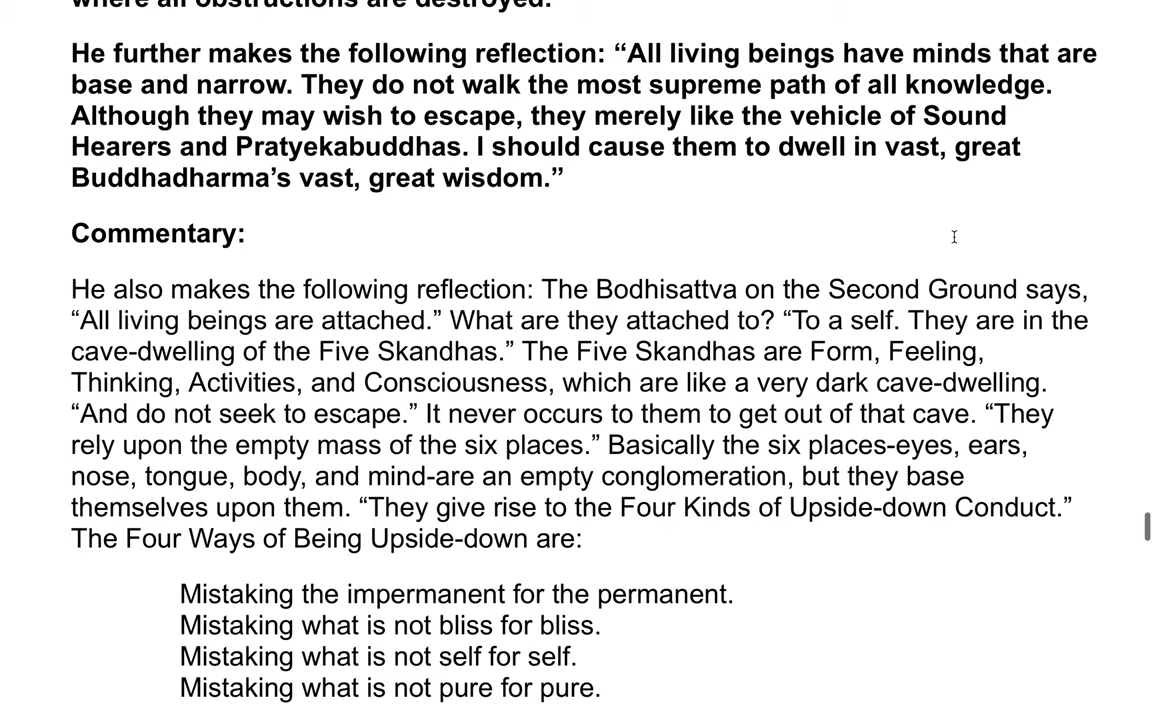 where all obstructions are destroyed.
He further makes the following reflection: “All living beings have minds that are
base and narrow. They do not walk the most supreme path of all knowledge.
Although they may wish to escape, they merely like the vehicle of Sound
Hearers and Pratyekabuddhas. I should cause them to dwell in vast, great
Buddhadharma’s vast, great wisdom.”
Commentary:
He also makes the following reflection: The Bodhisattva on the Second Ground says,
“All living beings are attached.” What are they attached to? “To a self. They are in the
cave-dwelling of the Five Skandhas.” The Five Skandhas are Form, Feeling,
Thinking, Activities, and Consciousness, which are like a very dark cave-dwelling.
“And do not seek to escape.” It never occurs to them to get out of that cave. “They
rely upon the empty mass of the six places.” Basically the six places-eyes, ears,
nose, tongue, body, and mind-are an empty conglomeration, but they base
themselves upon them. “They give rise to the Four Kinds of Upside-down Conduct.”
The Four Ways of Being Upside-down are:
Mistaking the impermanent for the permanent.
Mistaking what is not bliss for bliss.
Mistaking what is not self for self.
Mistaking what is not pure for pure.